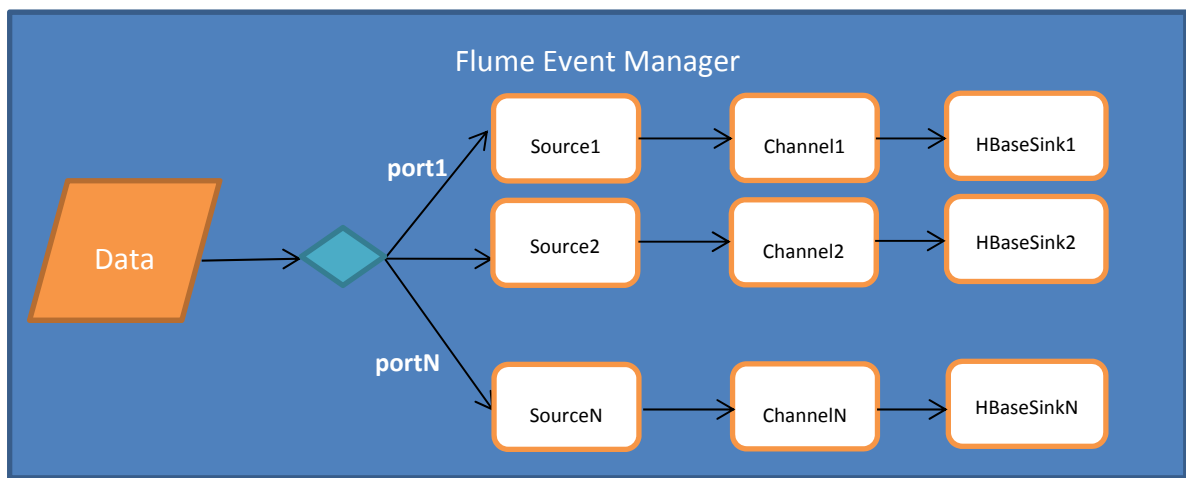 Flume Event Manager
port1
Source1
Channel1
HBaseSink1
Data
Source2
Channel2
HBaseSink2
portN
SourceN
ChannelN
HBaseSinkN